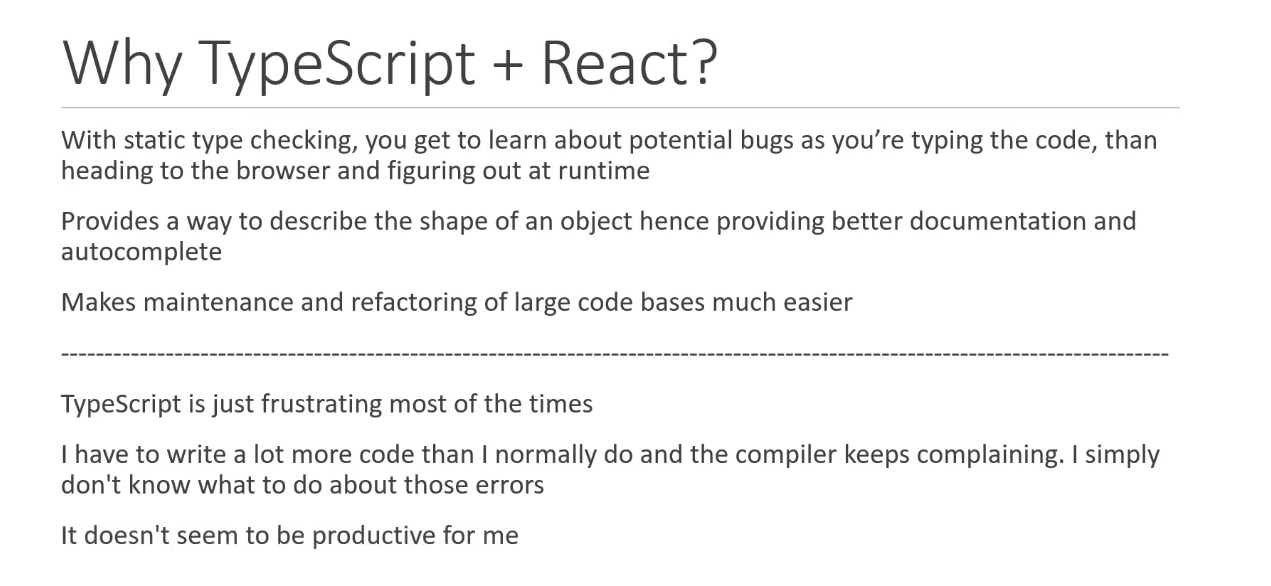 Why TypeScript + React?
With static type checking, you get to learn about potential bugs as you’re typing the code, than
heading to the browser and figuring out at runtime
Provides a way to describe the shape of an object hence providing better documentation and
autocomplete
Makes maintenance and refactoring of large code bases much easier
--------------------------------------------------------------------------------------------------------------------------------
TypeScript is just frustrating most of the times
I have to write a lot more code than I normally do and the compiler keeps complaining. I simply
don't know what to do about those errors
It doesn't seem to be productive for me